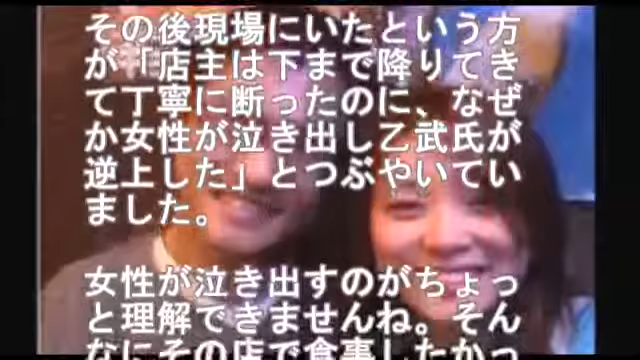 その後現場にいたという方
が「店主は下まで降りてき
て丁寧に断ったのに、なぜ
か女性が泣き出し乙武氏が
逆上した」とつぶやいてい
ました。
女性が泣き出すのがちょっ
と理解できませんね。そん
なにその店で食事したかっ